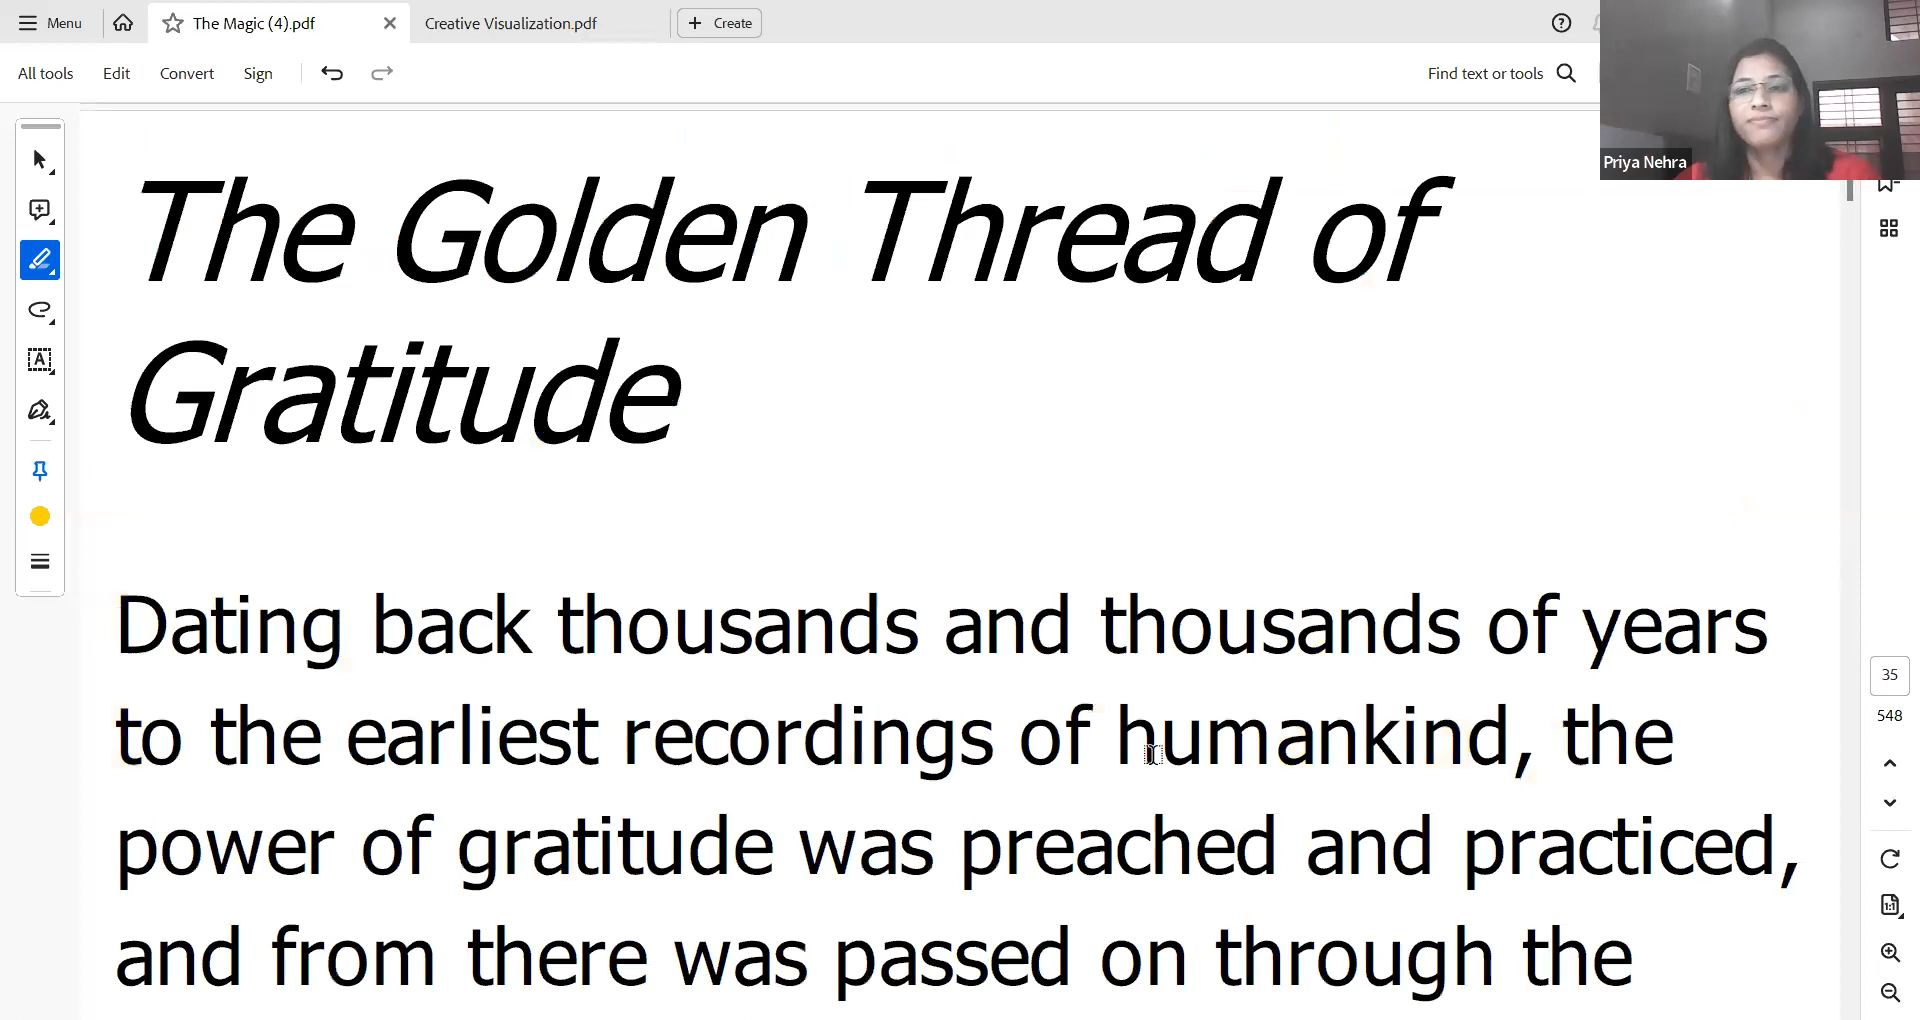 Menu
The Magic (4).pdf
Creative Visualization.pdf
Create
All tools
Edit
Convert
Sign
Find text or tools
Priya Nehra
The Golden Thread of
Gratitude
Dating back thousands and thousands of years
to the earliest recordings of humankind, the
power of gratitude was preached and practiced,
and from there was passed on through the
35
548